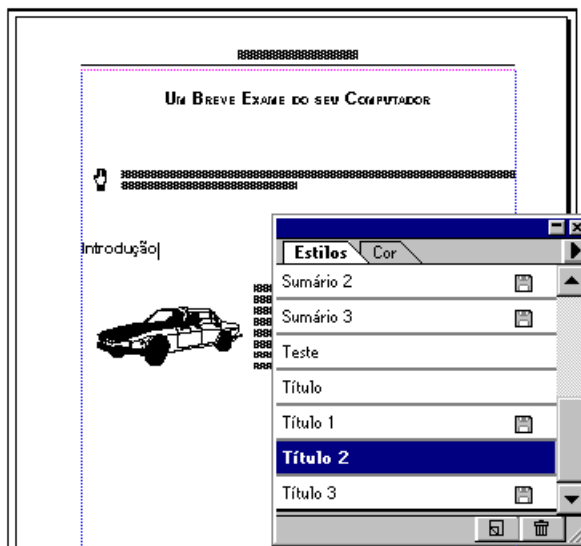 Um Breve Exame do seu Computador
Introdução
Estilos Cor
Sumário 2
Sumário 3
Teste
Título
Título 1
Título 2
Título 3